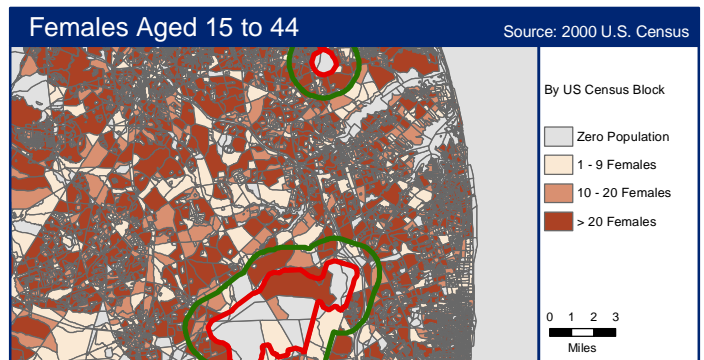 Females Aged 15 to 44
Source: 2000 U.S. Census
By US Census Block
Zero Population
1 - 9 Females
10 - 20 Females
> 20 Females
0 1 2 3
Miles